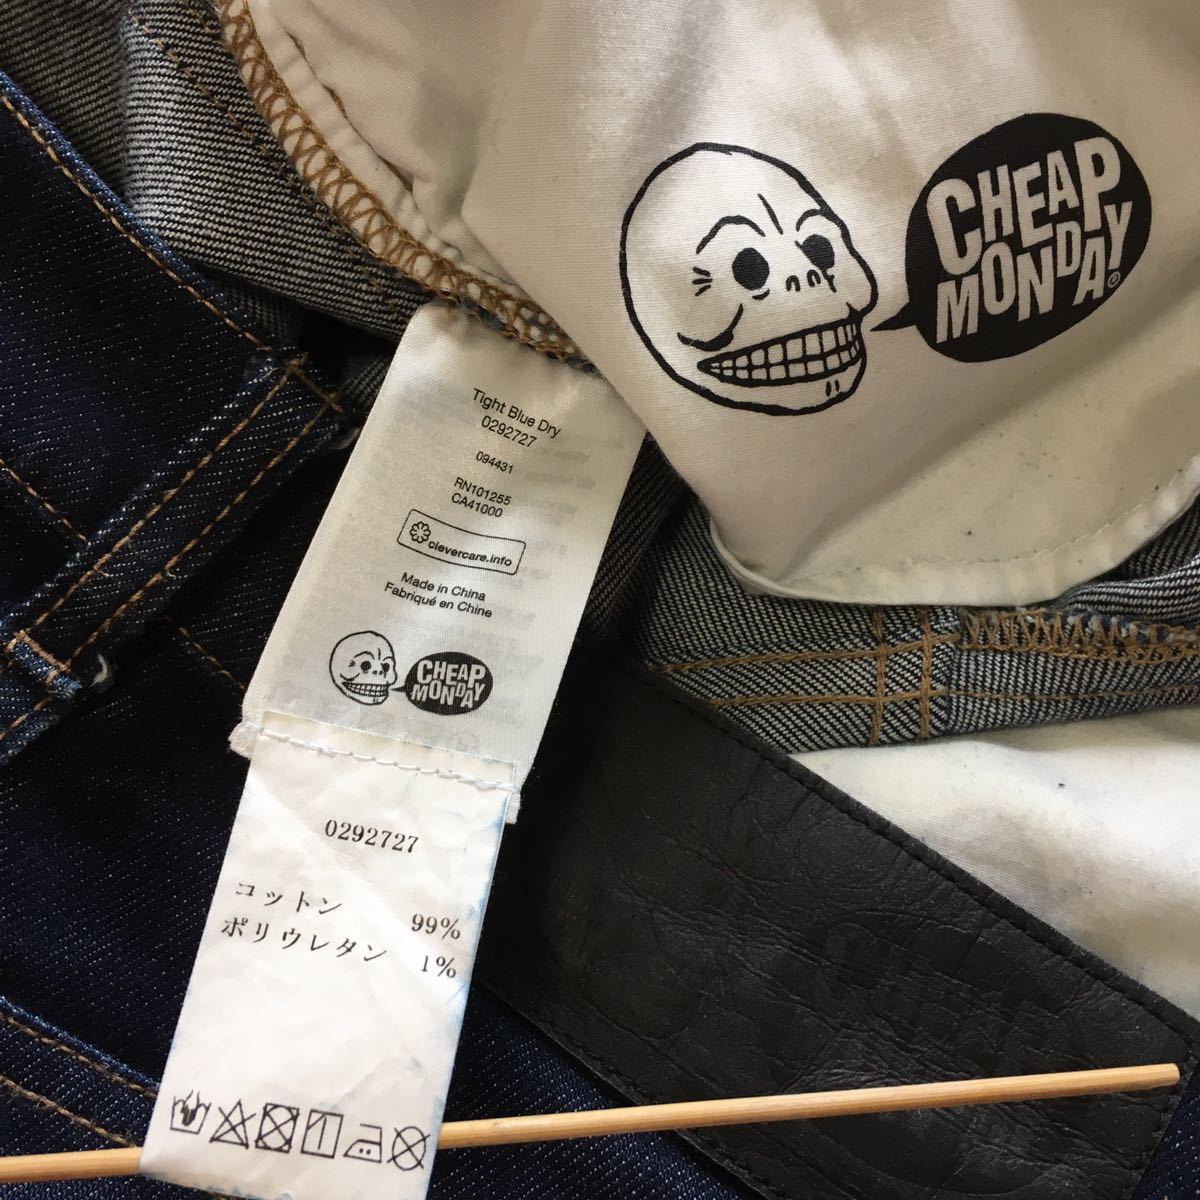 CHEAP
MONDAY®
Tight Blue Dry
0292727
094431
RN101255
CA41000
clevercare.info
Made in China
Fabriqué en Chine
CHEAP
MONDAY
0292727
コットン 99%
ポリウレタン 1%